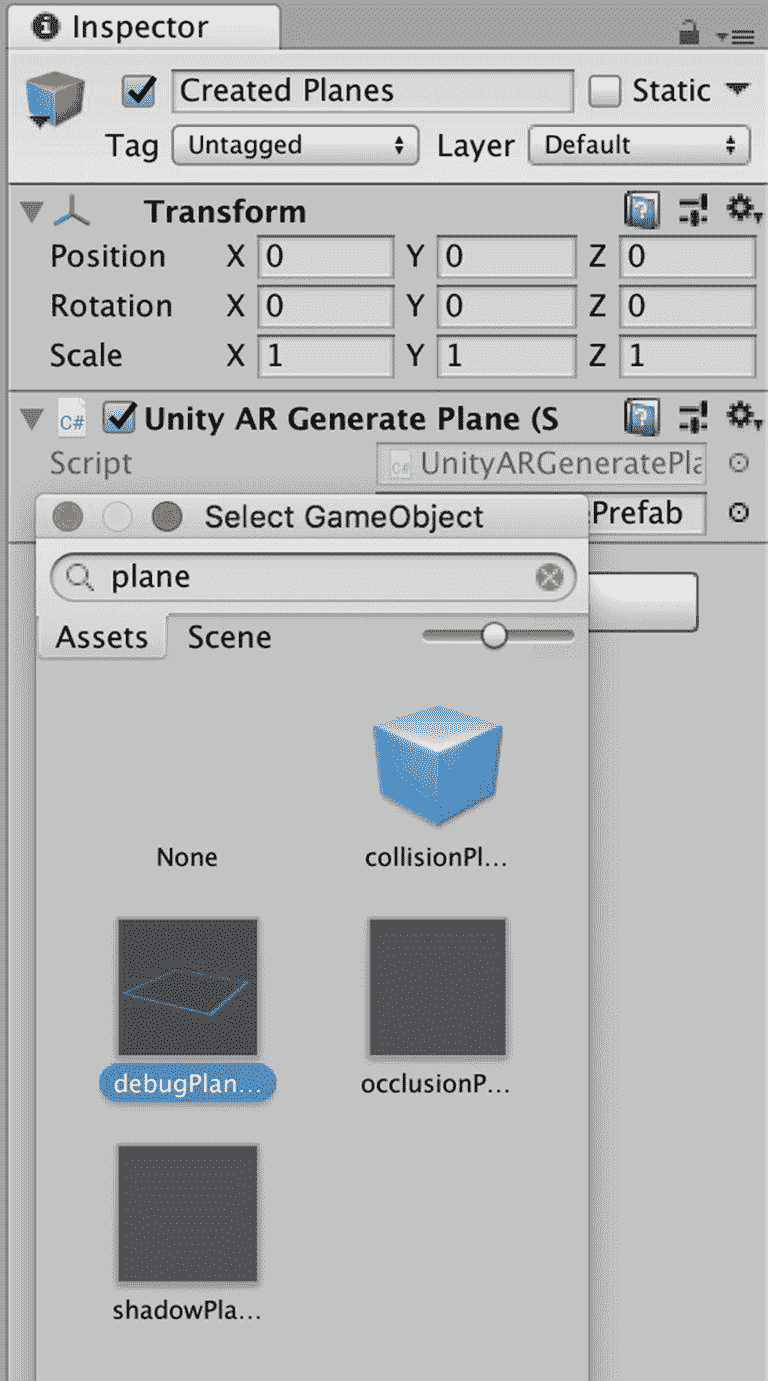 Inspector
Created Planes Static
Tag Untagged Layer Default
Transform
Position X 0 Y 0 Z 0
Rotation X 0 Y 0 Z 0
Scale X 1 Y 1 Z 1
C# Unity AR Generate Plane (S
Script C# UnityARGeneratePla
Select GameObject
ePrefab
plane
Assets Scene
None collisionPl...
debugPlan... occlusionP...
shadowPla...